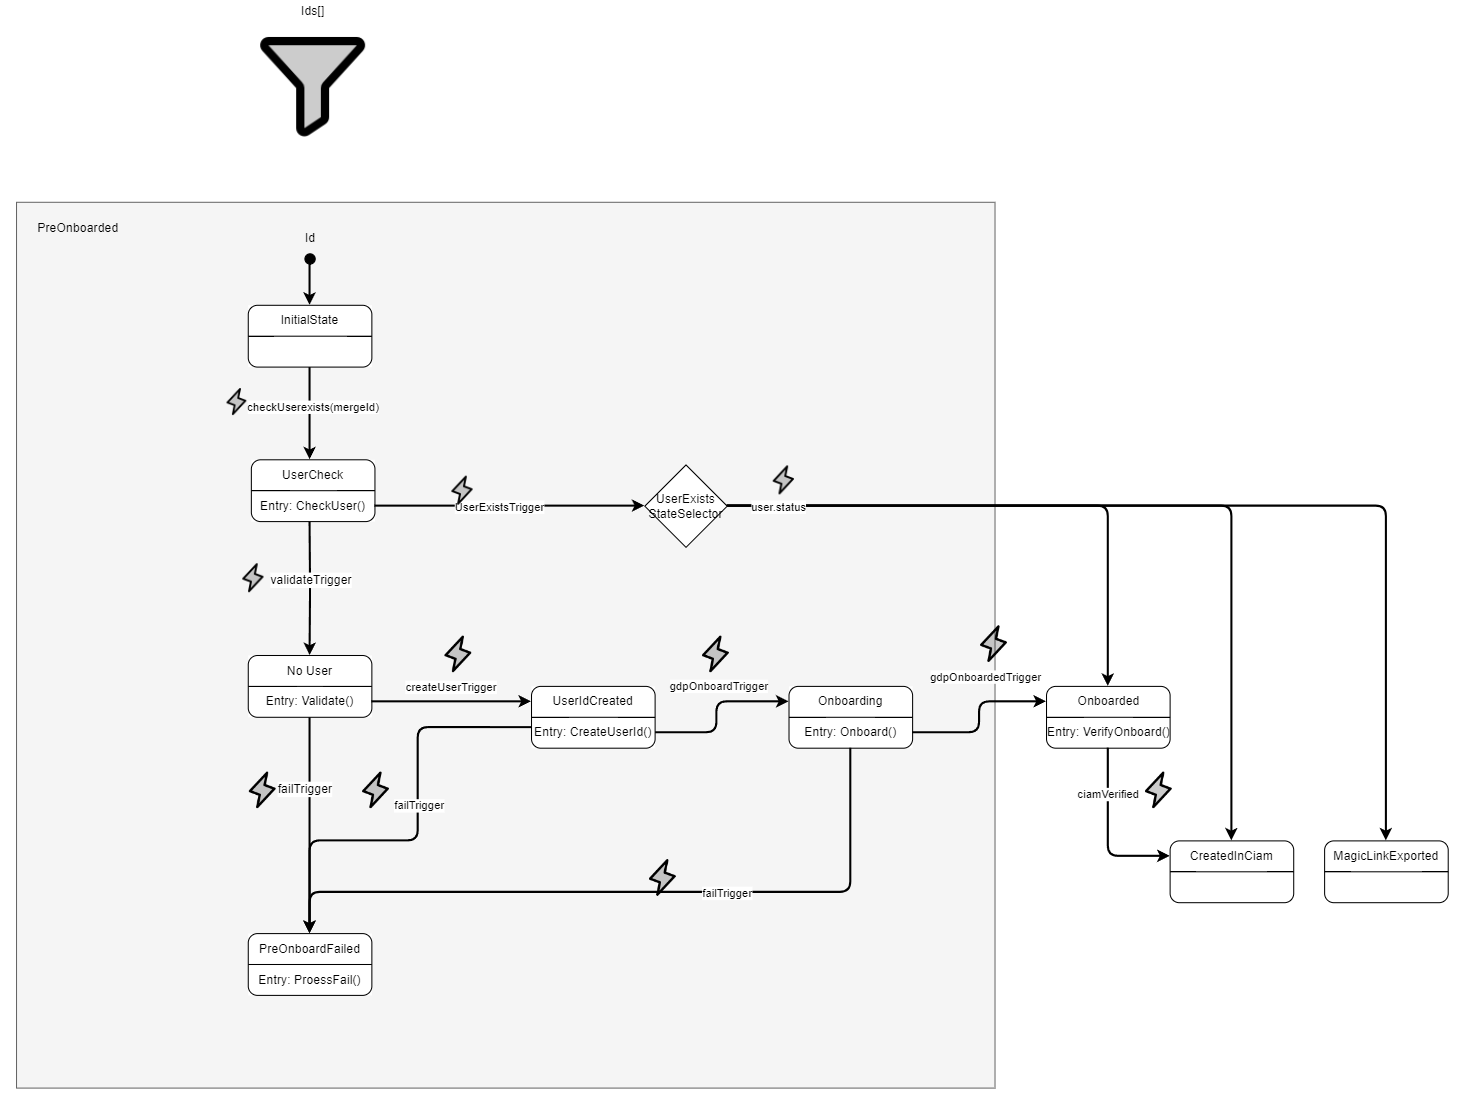 Ids[]
PreOnboarded
Id
InitialState
checkUserexists(mergeId)
UserCheck
Entry: CheckUser()
UserExistsTrigger
UserExists
StateSelector
user.status
validateTrigger
No User
Entry: Validate()
createUserTrigger
UserIdCreated
Entry: CreateUserId()
gdpOnboardTrigger
Onboarding
Entry: Onboard()
gdpOnboardedTrigger
Onboarded
Entry: VerifyOnboard()
failTrigger
failTrigger
ciamVerified
CreatedInCiam
MagicLinkExported
failTrigger
PreOnboardFailed
Entry: ProessFail()